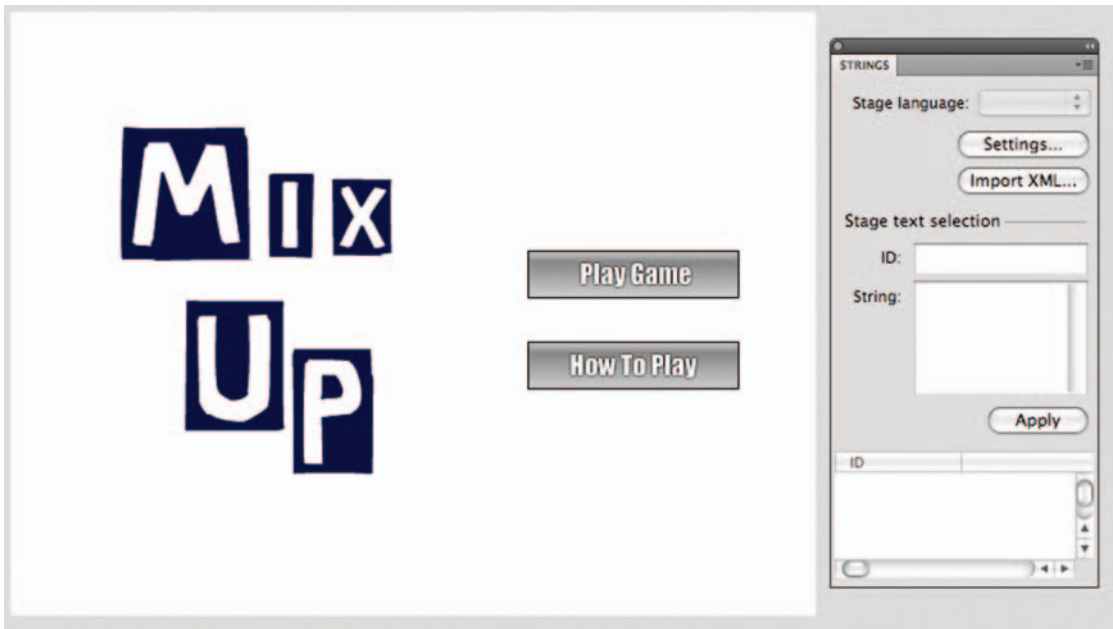 MIX
UP
Play Game
How To Play
STRINGS
Stage language:
Settings...
Import XML...
Stage text selection
ID:
String:
Apply
ID